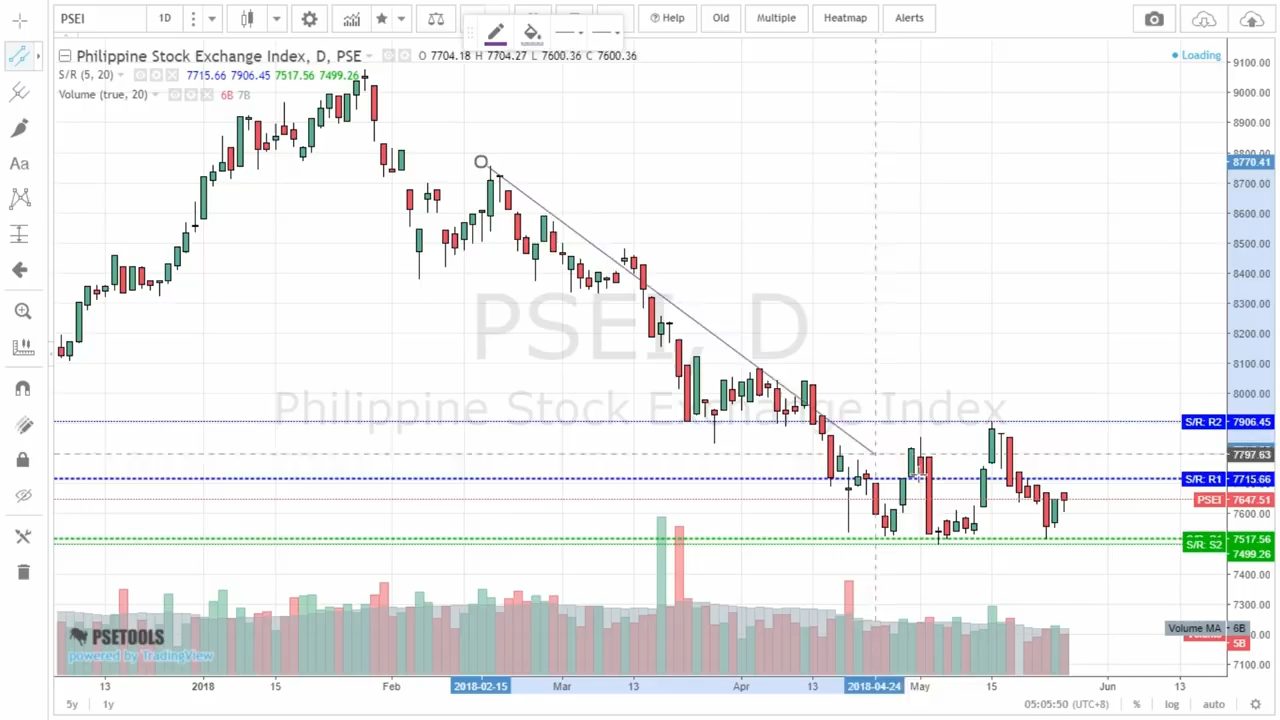 PSEI 1D Help Old Multiple Heatmap Alerts
Philippine Stock Exchange Index, D, PSE O 7704.18 H 7704.27 L 7600.36 C 7600.36
Loading
S/R (5, 20) 7715.66 7906.45 7517.56 7499.26
Volume (true, 20) 6B 7B
Aa
PSEI, D
Philippine Stock Exchange Index
9100.00
9000.00
8900.00
8770.41
8700.00
8600.00
8500.00
8400.00
8300.00
8200.00
8100.00
8000.00
S/R: R2 7906.45
7797.63
S/R: R1 7715.66
PSEI 7647.51
7600.00
7517.56
S/R: S2
7499.26
7400.00
7300.00
Volume MA 6B
5B
7100.00
PSETOOLS
powered by TradingView
13 2018 15 Feb 2018-02-15 Mar 13 Apr 13 2018-04-24 May 15 Jun 13
5y 1y 05:05:50 (UTC+8) % log auto